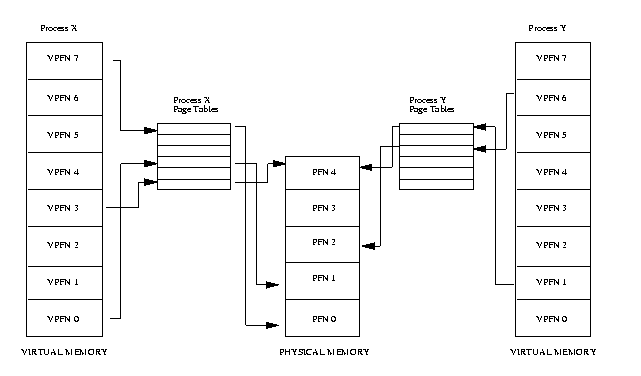 Process X
Process Y
VPFN 7
VPFN 6
VPFN 5
VPFN 4
VPFN 3
VPFN 2
VPFN 1
VPFN 0
VIRTUAL MEMORY
Process X
Page Tables
PFN 4
PFN 3
PFN 2
PFN 1
PFN 0
PHYSICAL MEMORY
Process Y
Page Tables
VPFN 7
VPFN 6
VPFN 5
VPFN 4
VPFN 3
VPFN 2
VPFN 1
VPFN 0
VIRTUAL MEMORY